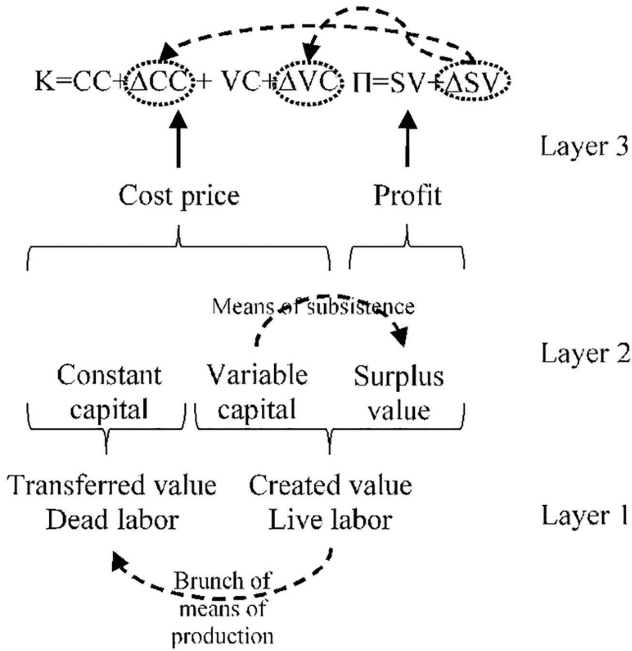 K=CC+ΔCC + VC+ΔVC Π=SV+ΔSV
Layer 3
Cost price
Profit
Means of subsistence
Layer 2
Constant capital
Variable capital
Surplus value
Transferred value
Dead labor
Created value
Live labor
Layer 1
Brunch of
means of
production